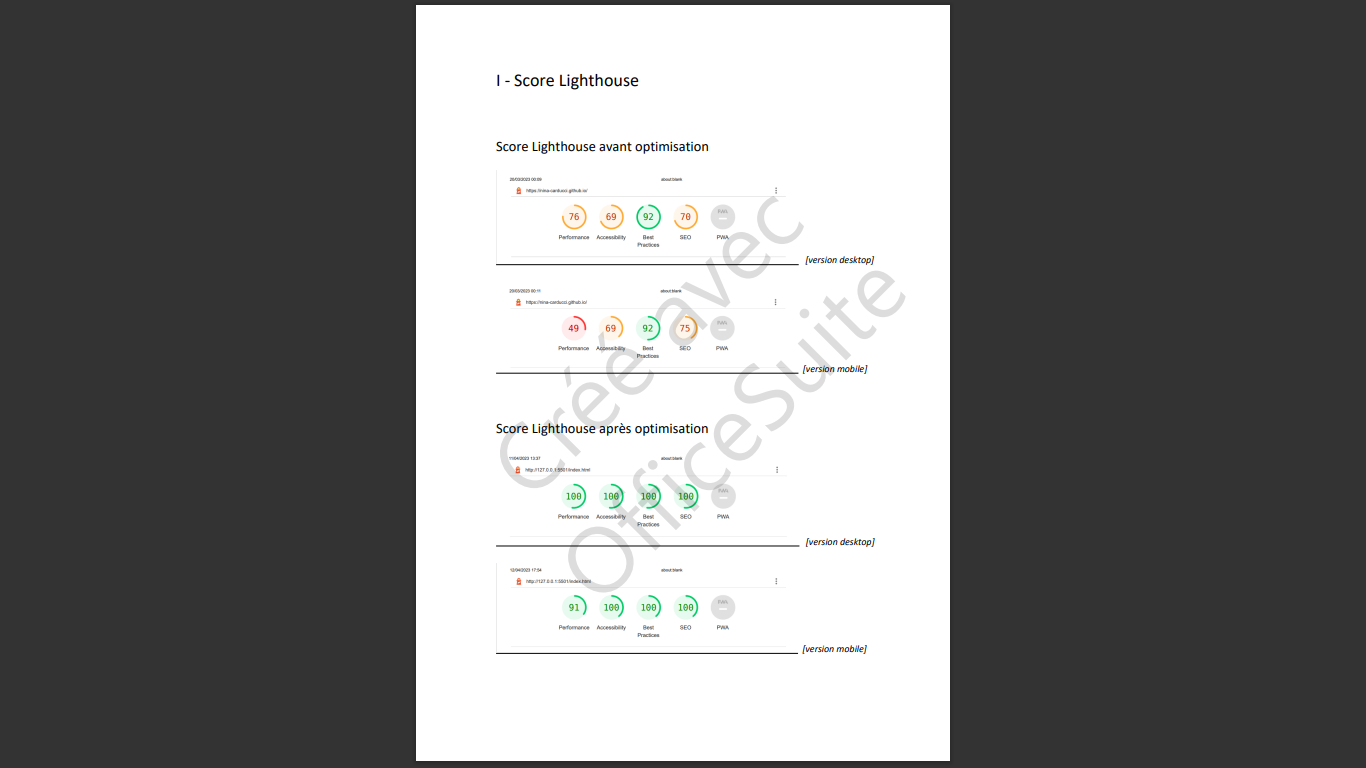 I - Score Lighthouse
Score Lighthouse avant optimisation
20/03/2023 00:09 about:blank
https://nina-carducci.github.io/
76 69 92 70 PWA
Performance Accessibility Best Practices SEO PWA
[version desktop]
20/03/2023 00:11 about:blank
https://nina-carducci.github.io/
49 69 92 75 PWA
Performance Accessibility Best Practices SEO PWA
[version mobile]
Score Lighthouse après optimisation
11/04/2023 13:37 about:blank
http://127.0.0.1:5501/index.html
100 100 100 100 PWA
Performance Accessibility Best Practices SEO PWA
[version desktop]
12/04/2023 17:54 about:blank
http://127.0.0.1:5501/index.html
91 100 100 100 PWA
Performance Accessibility Best Practices SEO PWA
[version mobile]
Créé avec
OfficeSuite